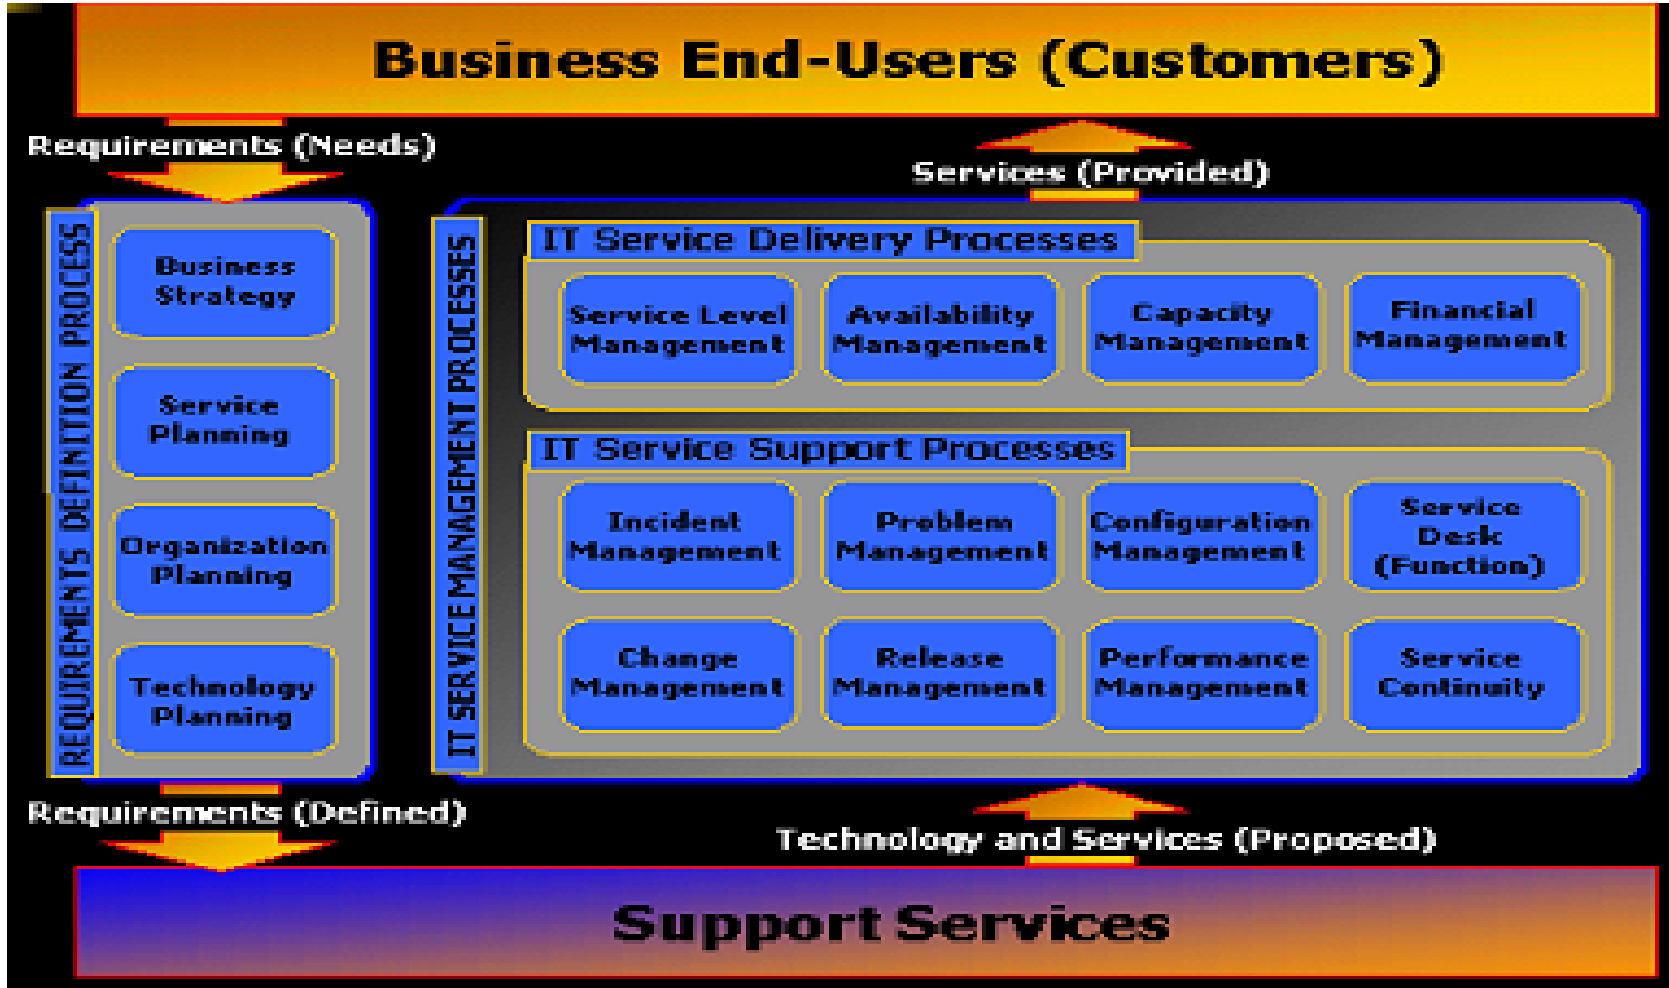 Business End-Users (Customers)
Requirements (Needs)
Services (Provided)
REQUIREMENTS DEFINITION PROCESS
Business
Strategy
Service
Planning
Organization
Planning
Technology
Planning
IT SERVICE MANAGEMENT PROCESSES
IT Service Delivery Processes
Service Level
Management
Availability
Management
Capacity
Management
Financial
Management
IT Service Support Processes
Incident
Management
Problem
Management
Configuration
Management
Service
Desk
(Function)
Change
Management
Release
Management
Performance
Management
Service
Continuity
Requirements (Defined)
Technology and Services (Proposed)
Support Services